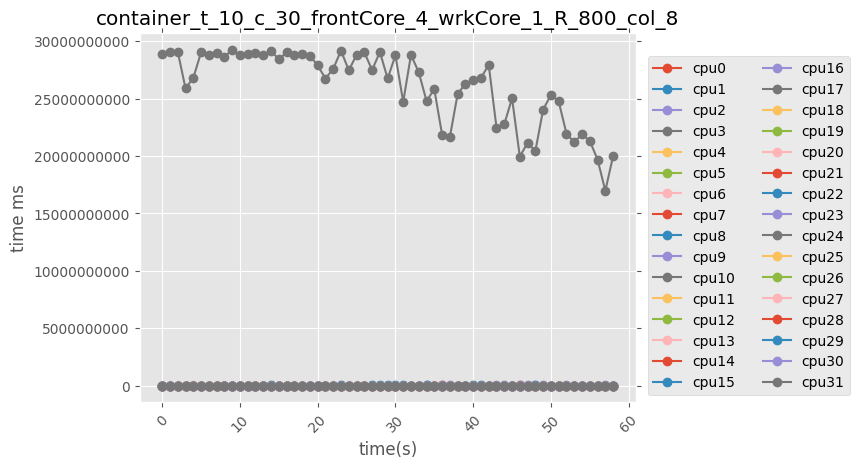 container_t_10_c_30_frontCore_4_wrkCore_1_R_800_col_8
30000000000
25000000000
20000000000
15000000000
10000000000
5000000000
0
time ms
0 10 20 30 40 50 60
time(s)
cpu0 cpu16
cpu1 cpu17
cpu2 cpu18
cpu3 cpu19
cpu4 cpu20
cpu5 cpu21
cpu6 cpu22
cpu7 cpu23
cpu8 cpu24
cpu9 cpu25
cpu10 cpu26
cpu11 cpu27
cpu12 cpu28
cpu13 cpu29
cpu14 cpu30
cpu15 cpu31